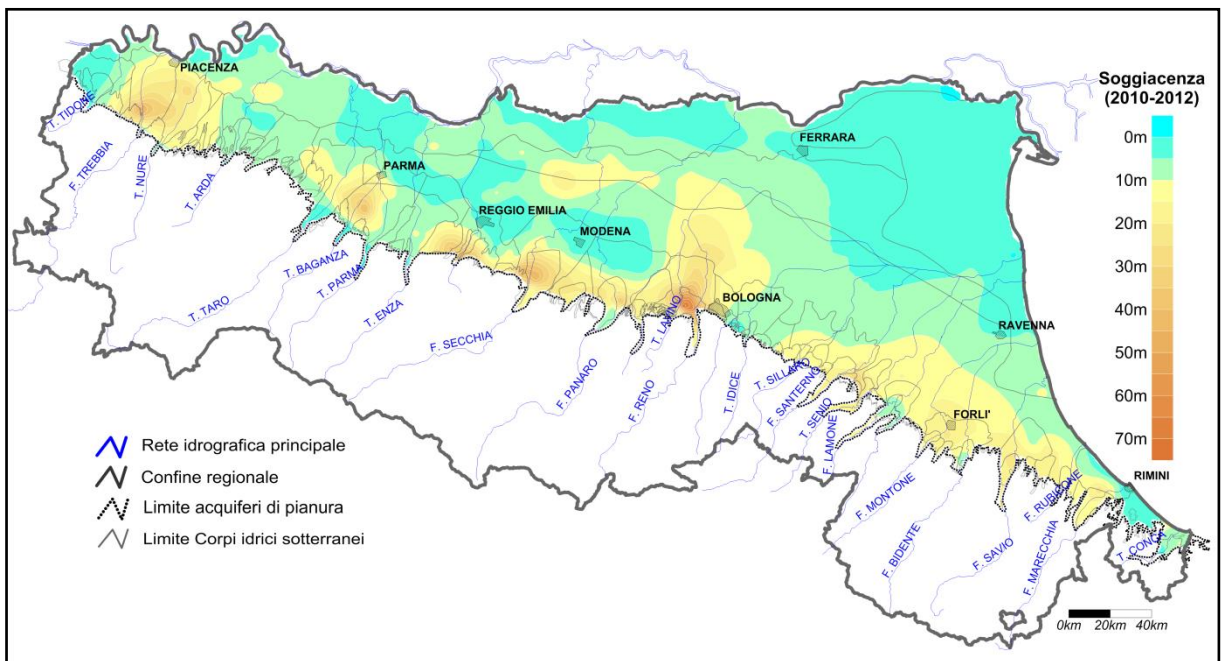 Soggiacenza
(2010-2012)
0m
10m
20m
30m
40m
50m
60m
70m
PIACENZA
PARMA
REGGIO EMILIA
MODENA
BOLOGNA
FERRARA
RAVENNA
FORLI'
RIMINI
T. TIDONE
F. TREBBIA
T. NURE
T. ARDA
T. TARO
T. BAGANZA
T. PARMA
T. ENZA
F. SECCHIA
F. PANARO
T. LAVINO
F. RENO
T. IDICE
T. SILLARO
F. SANTERNO
T. SENIO
F. LAMONE
F. MONTONE
F. BIDENTE
F. SAVIO
F. RUBICONE
F. MARECCHIA
T. CONCA
Rete idrografica principale
Confine regionale
Limite acquiferi di pianura
Limite Corpi idrici sotterranei
0km 20km 40km